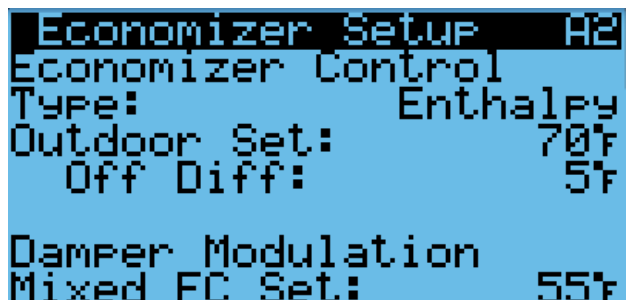 Economizer Setup A2
Economizer Control
Type: Enthalpy
Outdoor Set: 70°F
Off Diff: 5°F
Damper Modulation
Mixed FC Set: 55°F